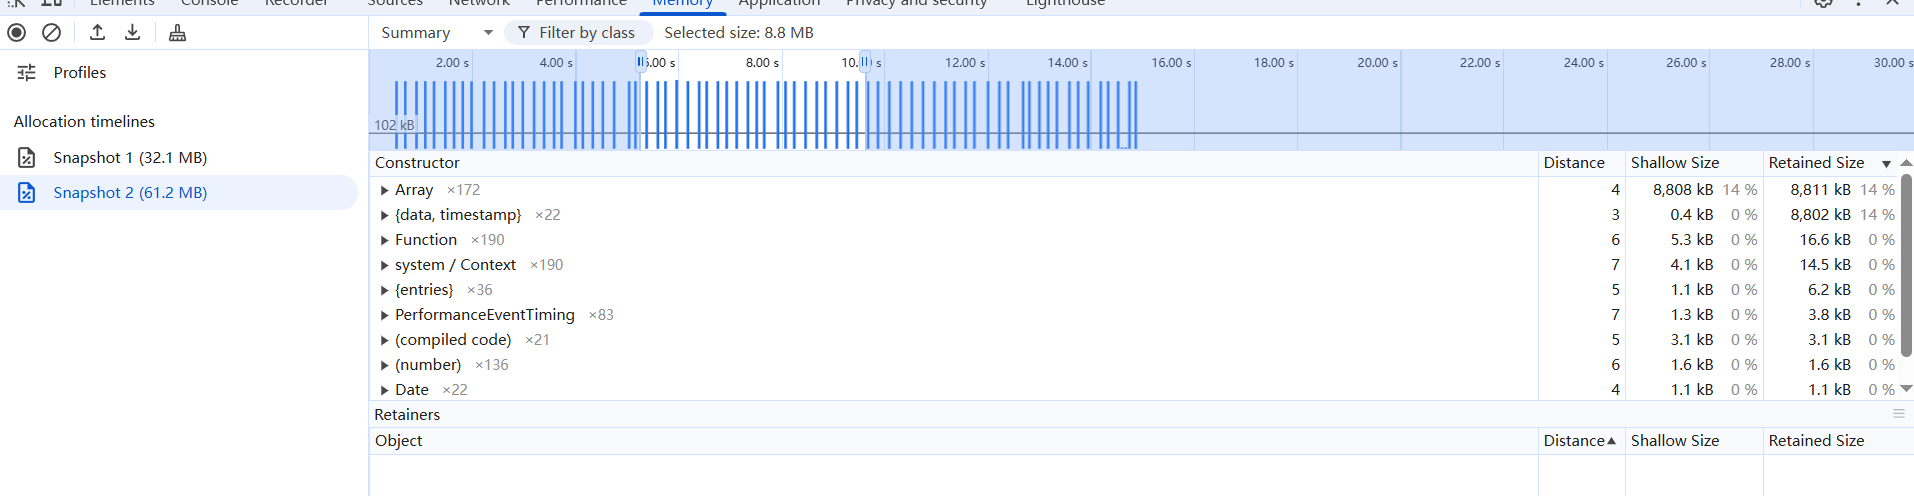 Elements Console Recorder Sources Network Performance Memory Application Privacy and security Lighthouse
Summary Filter by class Selected size: 8.8 MB
Profiles
Allocation timelines
Snapshot 1 (32.1 MB)
Snapshot 2 (61.2 MB)
2.00 s 4.00 s 6.00 s 8.00 s 10.0 s 12.00 s 14.00 s 16.00 s 18.00 s 20.00 s 22.00 s 24.00 s 26.00 s 28.00 s 30.00 s
102 kB
Constructor Distance Shallow Size Retained Size
Array ×172 4 8,808 kB 14 % 8,811 kB 14 %
{data, timestamp} ×22 3 0.4 kB 0 % 8,802 kB 14 %
Function ×190 6 5.3 kB 0 % 16.6 kB 0 %
system / Context ×190 7 4.1 kB 0 % 14.5 kB 0 %
{entries} ×36 5 1.1 kB 0 % 6.2 kB 0 %
PerformanceEventTiming ×83 7 1.3 kB 0 % 3.8 kB 0 %
(compiled code) ×21 5 3.1 kB 0 % 3.1 kB 0 %
(number) ×136 6 1.6 kB 0 % 1.6 kB 0 %
Date ×22 4 1.1 kB 0 % 1.1 kB 0 %
Retainers
Object Distance Shallow Size Retained Size